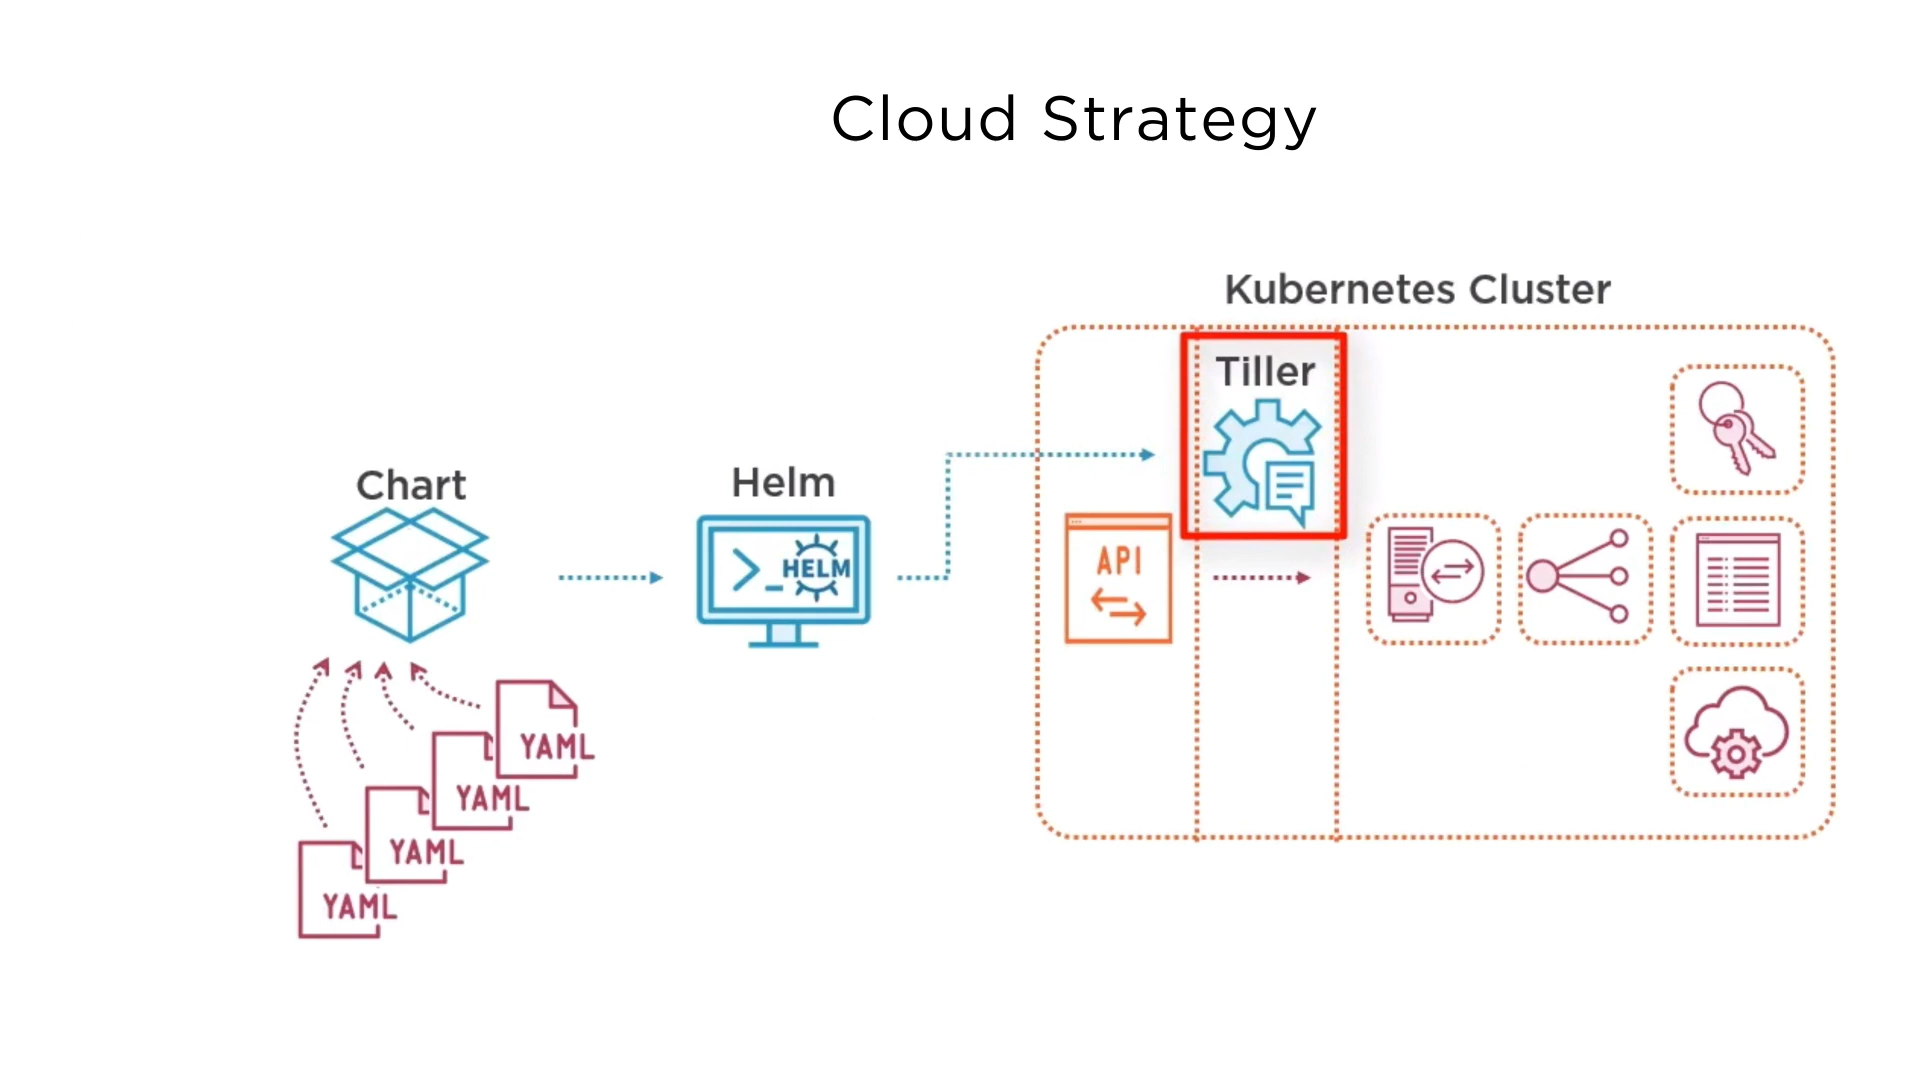 Cloud Strategy
Kubernetes Cluster
Tiller
Chart
Helm
HELM
API
YAML
YAML
YAML
YAML